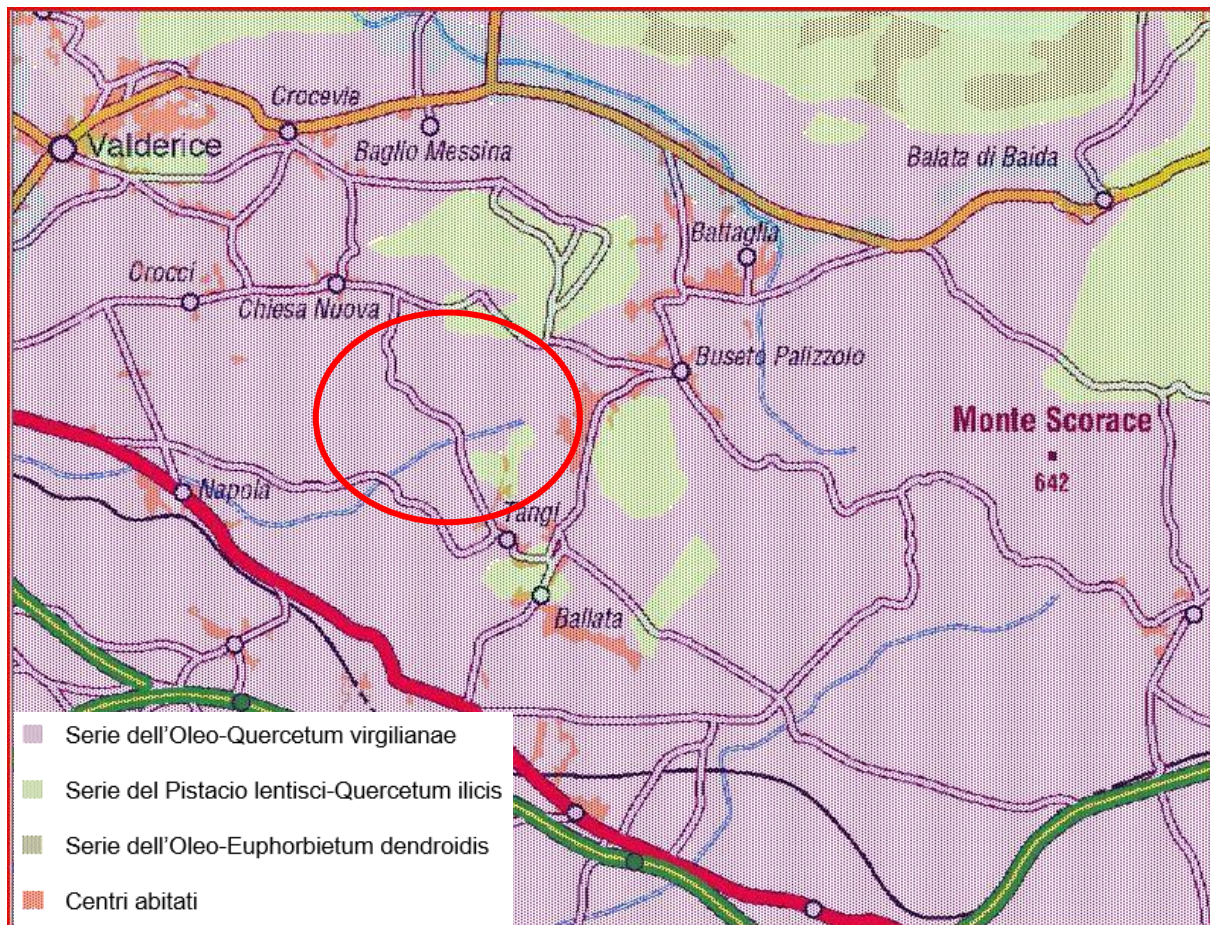 Crocevie
Valderice
Baglio Messina
Balata di Baida
Battaglia
Crocci
Chiesa Nuova
Buseto Palizzolo
Monte Scorace
642
Napola
Tangi
Ballata
Serie dell'Oleo-Quercetum virgilianae
Serie del Pistacio lentisci-Quercetum ilicis
Serie dell'Oleo-Euphorbietum dendroidis
Centri abitati